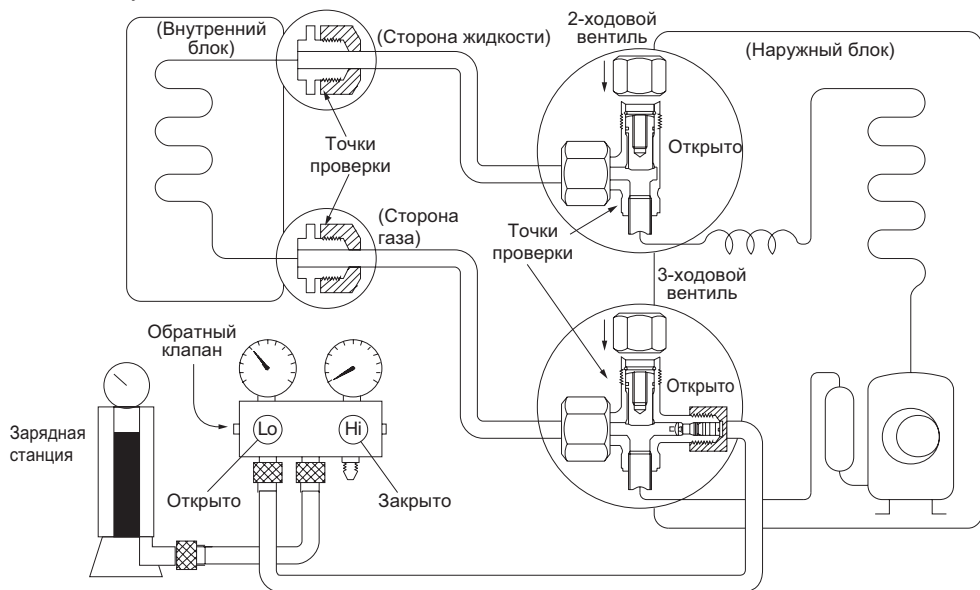 (Внутренний
блок)
(Сторона жидкости)
2-ходовой
вентиль
(Наружный блок)
Открыто
Точки
проверки
(Сторона
газа)
Точки
проверки
3-ходовой
вентиль
Обратный
клапан
Открыто
Зарядная
станция
Lo
Hi
Открыто
Закрыто